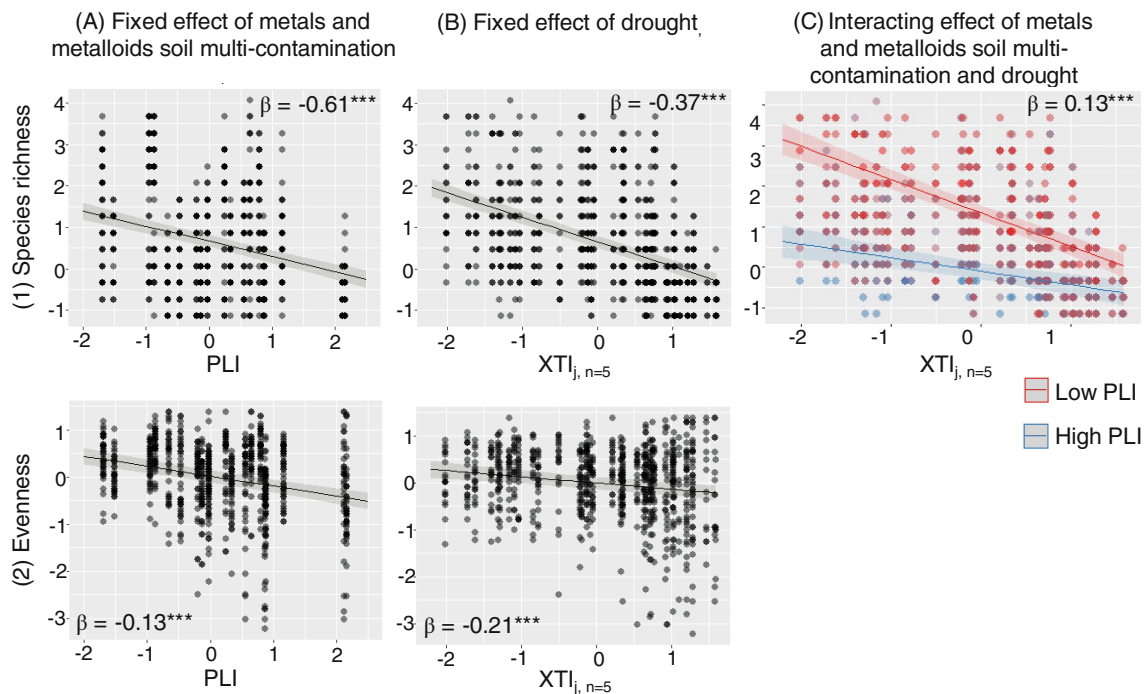 (A) Fixed effect of metals and
metalloids soil multi-contamination
(B) Fixed effect of drought,
(C) Interacting effect of metals
and metalloids soil multi-
contamination and drought
(1) Species richness
4
3
2
1
0
-1
β = -0.61***
-2 -1 0 1 2
PLI
4
3
2
1
0
-1
β = -0.37***
-2 -1 0 1
XTIj, n=5
4
3
2
1
0
-1
β = 0.13***
-2 -1 0 1
XTIj, n=5
Low PLI
High PLI
(2) Evenness
1
0
-1
-2
-3
β = -0.13***
-2 -1 0 1 2
PLI
1
0
-1
-2
-3
β = -0.21***
-2 -1 0 1
XTIj, n=5